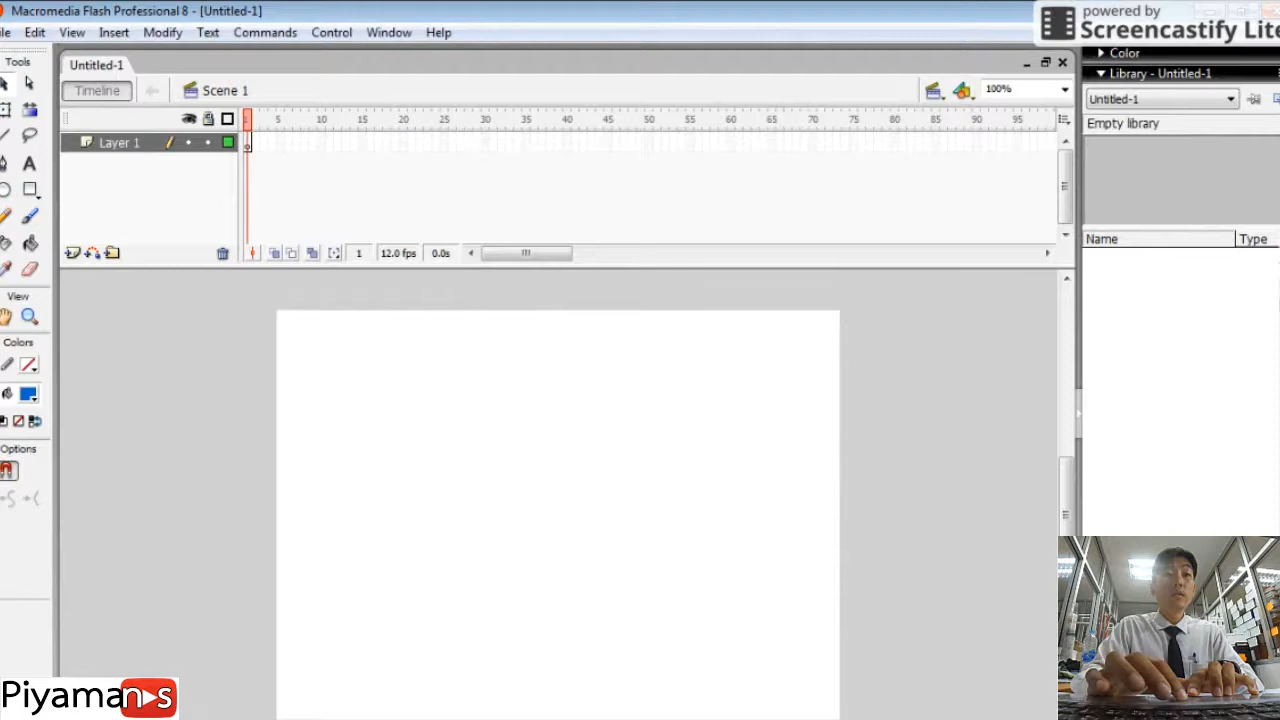 Macromedia Flash Professional 8 - [Untitled-1]
powered by
Screencastify Lite
Edit View Insert Modify Text Commands Control Window Help
Tools
Untitled-1
Timeline
Scene 1
100%
Color
Library - Untitled-1
Untitled-1
Empty library
5 10 15 20 25 30 35 40 45 50 55 60 65 70 75 80 85 90 95
Layer 1
A
1 12.0 fps 0.0s
Name Type
View
Colors
Options
Piyaman s